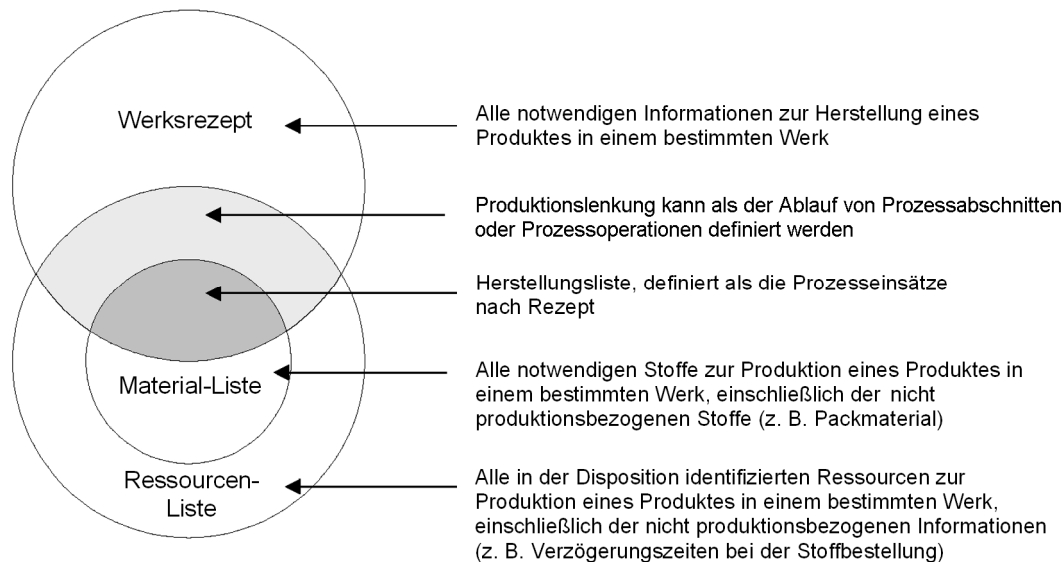 Werksrezept
Alle notwendigen Informationen zur Herstellung eines
Produktes in einem bestimmten Werk
Produktionslenkung kann als der Ablauf von Prozessabschnitten
oder Prozessoperationen definiert werden
Herstellungsliste, definiert als die Prozesseinsätze
nach Rezept
Material-Liste
Alle notwendigen Stoffe zur Produktion eines Produktes in
einem bestimmten Werk, einschließlich der nicht
produktionsbezogenen Stoffe (z. B. Packmaterial)
Ressourcen-
Liste
Alle in der Disposition identifizierten Ressourcen zur
Produktion eines Produktes in einem bestimmten Werk,
einschließlich der nicht produktionsbezogenen Informationen
(z. B. Verzögerungszeiten bei der Stoffbestellung)